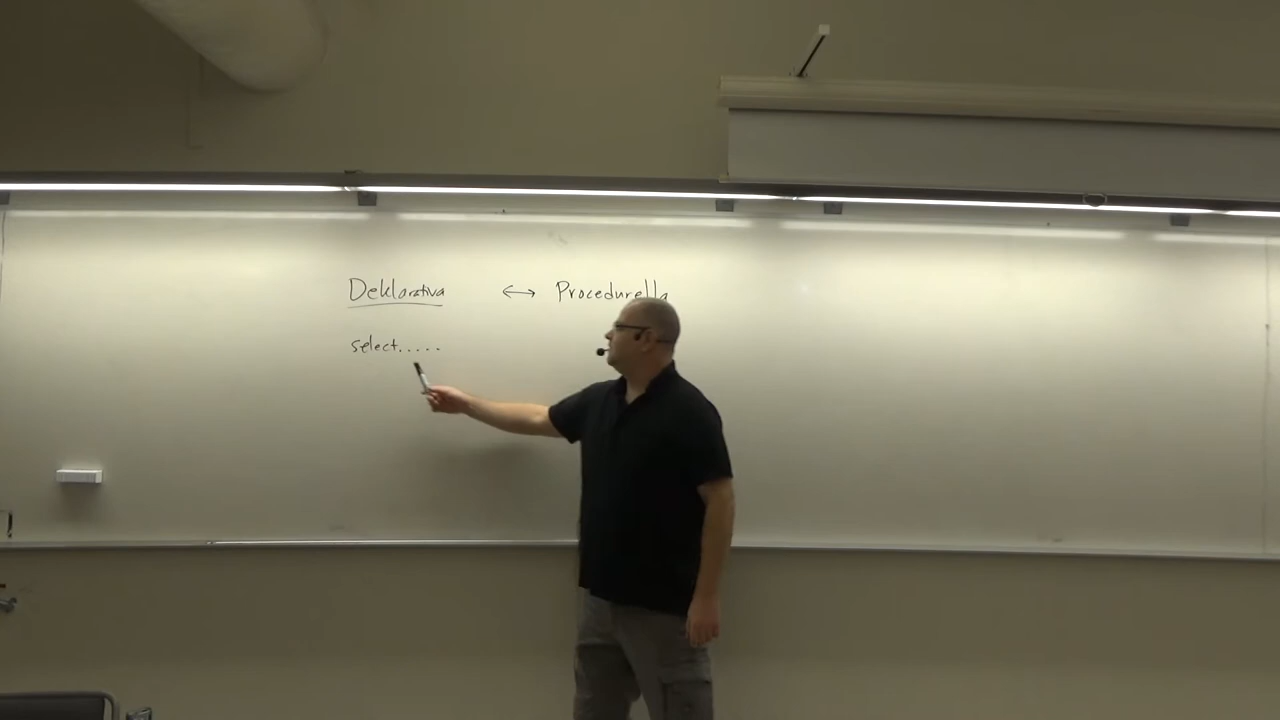 Deklarativa ↔ Procedurella
select.....